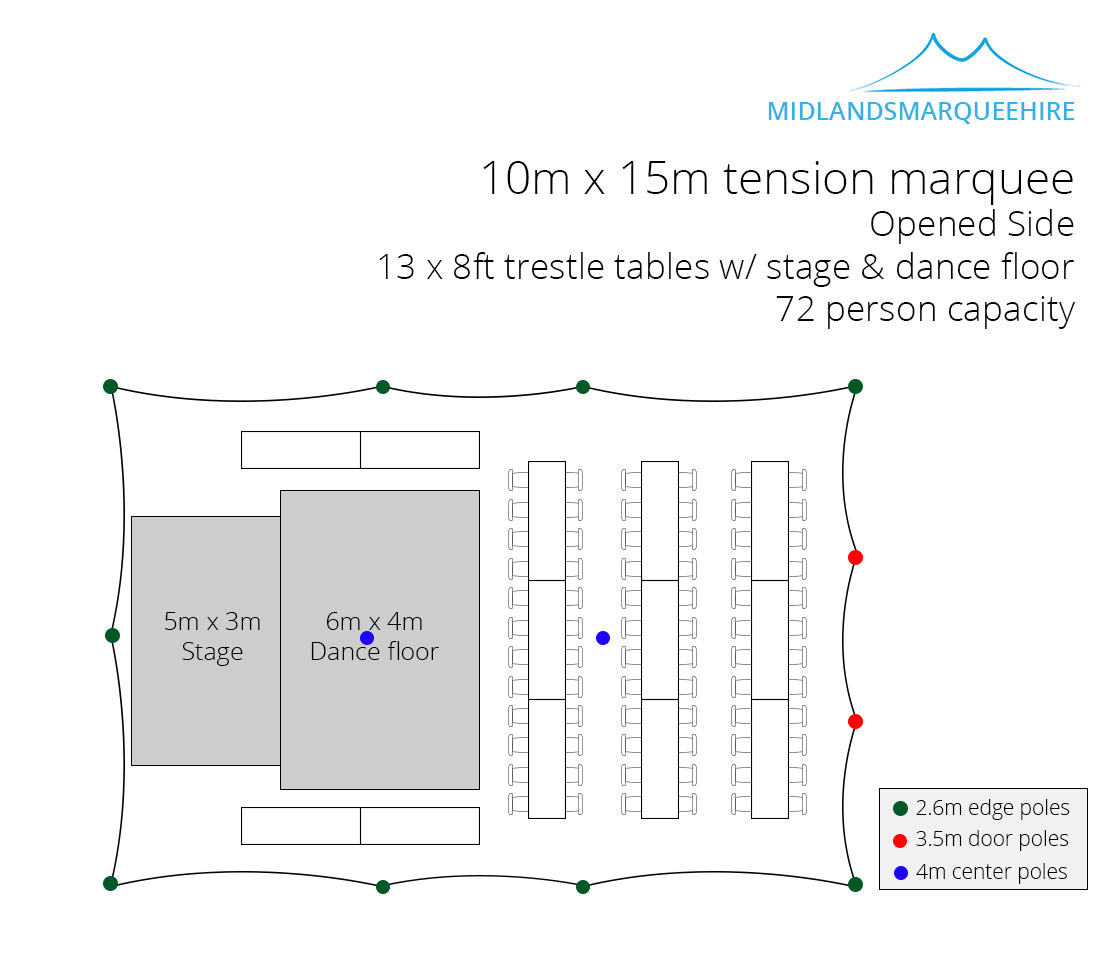 MIDLANDSMARQUEEHIRE
10m x 15m tension marquee
Opened Side
13 x 8ft trestle tables w/ stage & dance floor
72 person capacity
5m x 3m
Stage
6m x 4m
Dance floor
2.6m edge poles
3.5m door poles
4m center poles